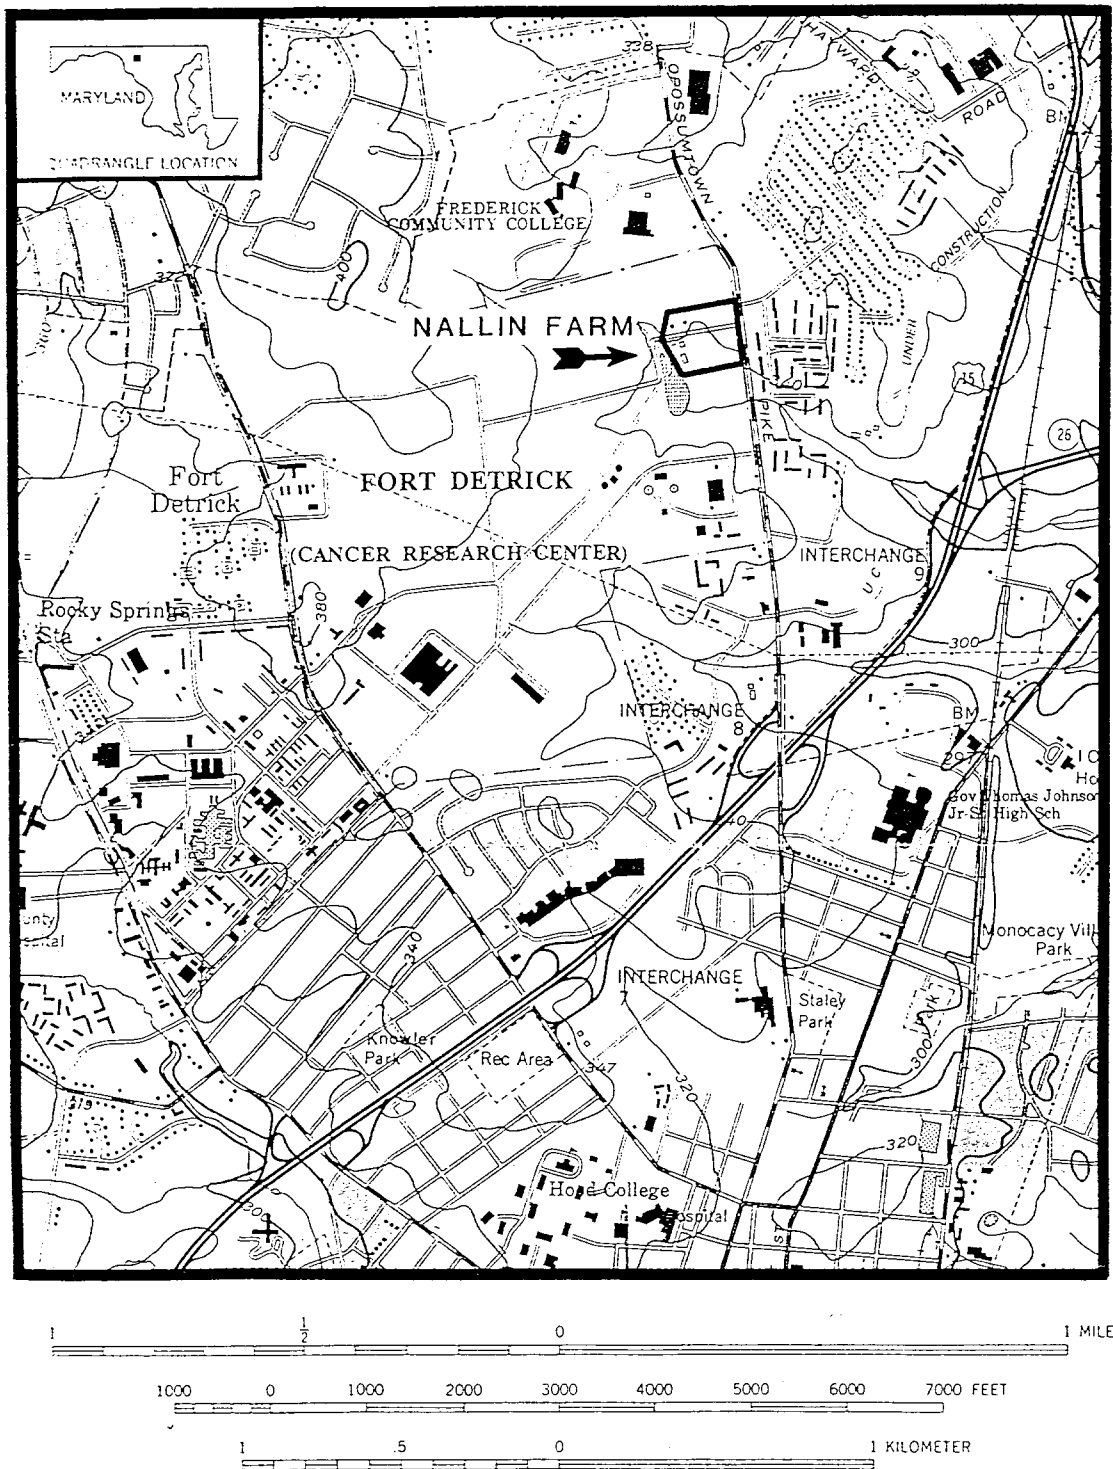 MARYLAND
QUADRANGLE LOCATION
338
OPOSSUMTOWN
HAYWARD
ROAD
BM
FREDERICK
COMMUNITY COLLEGE
CONSTRUCTION
UNDER
400
NALLIN FARM
15
PIKE
26
Fort
Detrick
FORT DETRICK
(CANCER RESEARCH CENTER)
INTERCHANGE
9
U C
Rocky Springs
Sta
380
300
INTERCHANGE
8
BM
297
Gov Thomas Johnson
Jr-Sr High Sch
340
INTERCHANGE
7
Monocacy Vill
Park
Staley
Park
Park
Knowler
Park
Rec Area
347
320
300
320
Hood College
Hospital
300
1 1/2 0 1 MILE
1000 0 1000 2000 3000 4000 5000 6000 7000 FEET
1 .5 0 1 KILOMETER